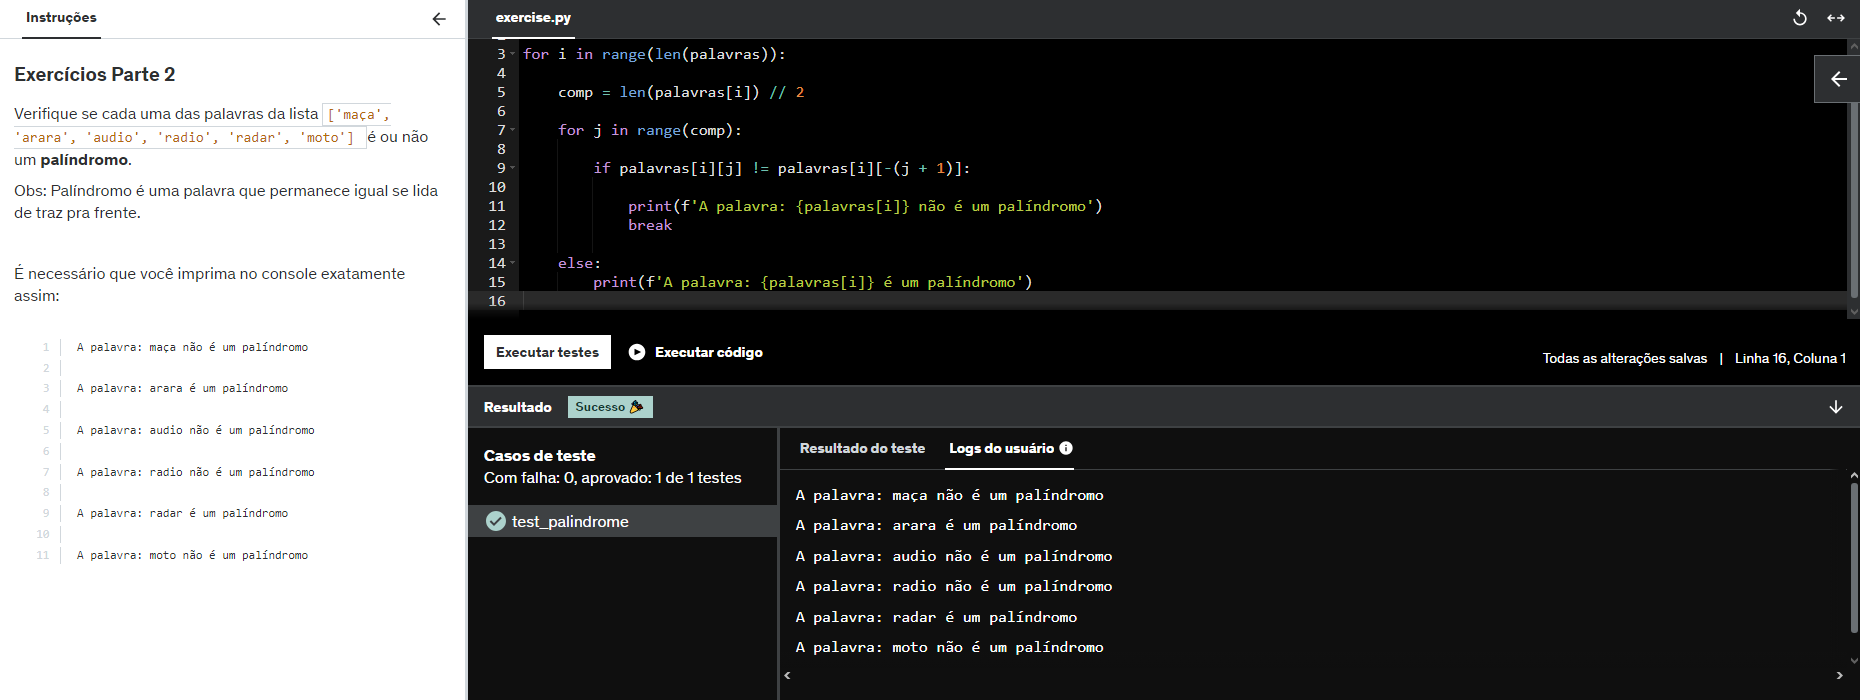 Instruções
Exercícios Parte 2
Verifique se cada uma das palavras da lista ['maça',
'arara', 'audio', 'radio', 'radar', 'moto'] é ou não
um palíndromo.
Obs: Palíndromo é uma palavra que permanece igual se lida
de traz pra frente.
É necessário que você imprima no console exatamente
assim:
1 A palavra: maça não é um palíndromo
2
3 A palavra: arara é um palíndromo
4
5 A palavra: audio não é um palíndromo
6
7 A palavra: radio não é um palíndromo
8
9 A palavra: radar é um palíndromo
10
11 A palavra: moto não é um palíndromo
exercise.py
3 for i in range(len(palavras)):
4
5 comp = len(palavras[i]) // 2
6
7 for j in range(comp):
8
9 if palavras[i][j] != palavras[i][-(j + 1)]:
10
11 print(f'A palavra: {palavras[i]} não é um palíndromo')
12 break
13
14 else:
15 print(f'A palavra: {palavras[i]} é um palíndromo')
16
Executar testes
Executar código
Todas as alterações salvas | Linha 16, Coluna 1
Resultado Sucesso
Casos de teste
Com falha: 0, aprovado: 1 de 1 testes
test_palindrome
Resultado do teste Logs do usuário
A palavra: maça não é um palíndromo
A palavra: arara é um palíndromo
A palavra: audio não é um palíndromo
A palavra: radio não é um palíndromo
A palavra: radar é um palíndromo
A palavra: moto não é um palíndromo